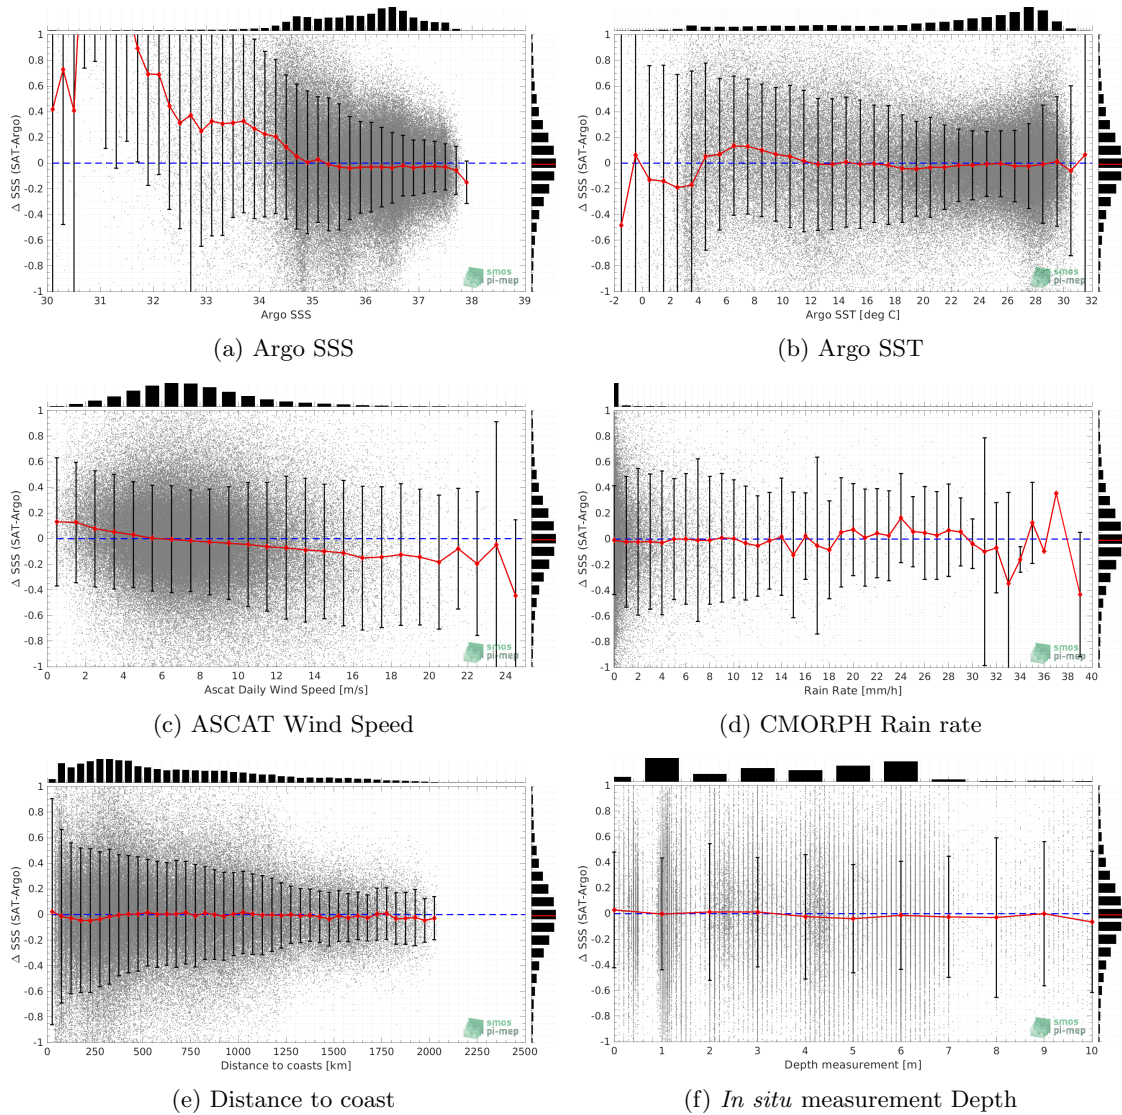 1
0.8
0.6
0.4
0.2
0
-0.2
-0.4
-0.6
-0.8
-1
Δ SSS (SAT-Argo)
30 31 32 33 34 35 36 37 38 39
Argo SSS
smos
pi-mep
(a) Argo SSS
1
0.8
0.6
0.4
0.2
0
-0.2
-0.4
-0.6
-0.8
-1
Δ SSS (SAT-Argo)
-2 0 2 4 6 8 10 12 14 16 18 20 22 24 26 28 30 32
Argo SST [deg C]
smos
pi-mep
(b) Argo SST
1
0.8
0.6
0.4
0.2
0
-0.2
-0.4
-0.6
-0.8
-1
Δ SSS (SAT-Argo)
0 2 4 6 8 10 12 14 16 18 20 22 24
Ascat Daily Wind Speed [m/s]
smos
pi-mep
(c) ASCAT Wind Speed
1
0.8
0.6
0.4
0.2
0
-0.2
-0.4
-0.6
-0.8
-1
Δ SSS (SAT-Argo)
0 2 4 6 8 10 12 14 16 18 20 22 24 26 28 30 32 34 36 38 40
Rain Rate [mm/h]
smos
pi-mep
(d) CMORPH Rain rate
1
0.8
0.6
0.4
0.2
0
-0.2
-0.4
-0.6
-0.8
-1
Δ SSS (SAT-Argo)
0 250 500 750 1000 1250 1500 1750 2000 2250 2500
Distance to coasts [km]
smos
pi-mep
(e) Distance to coast
1
0.8
0.6
0.4
0.2
0
-0.2
-0.4
-0.6
-0.8
-1
Δ SSS (SAT-Argo)
0 1 2 3 4 5 6 7 8 9 10
Depth measurement [m]
smos
pi-mep
(f) In situ measurement Depth